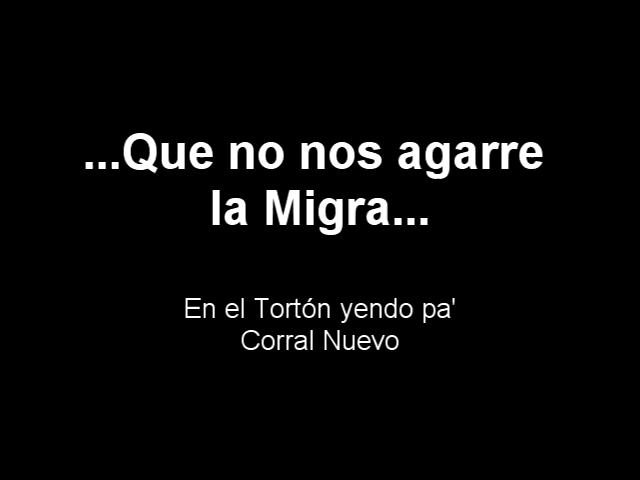 ...Que no nos agarre
la Migra...
En el Tortón yendo pa'
Corral Nuevo